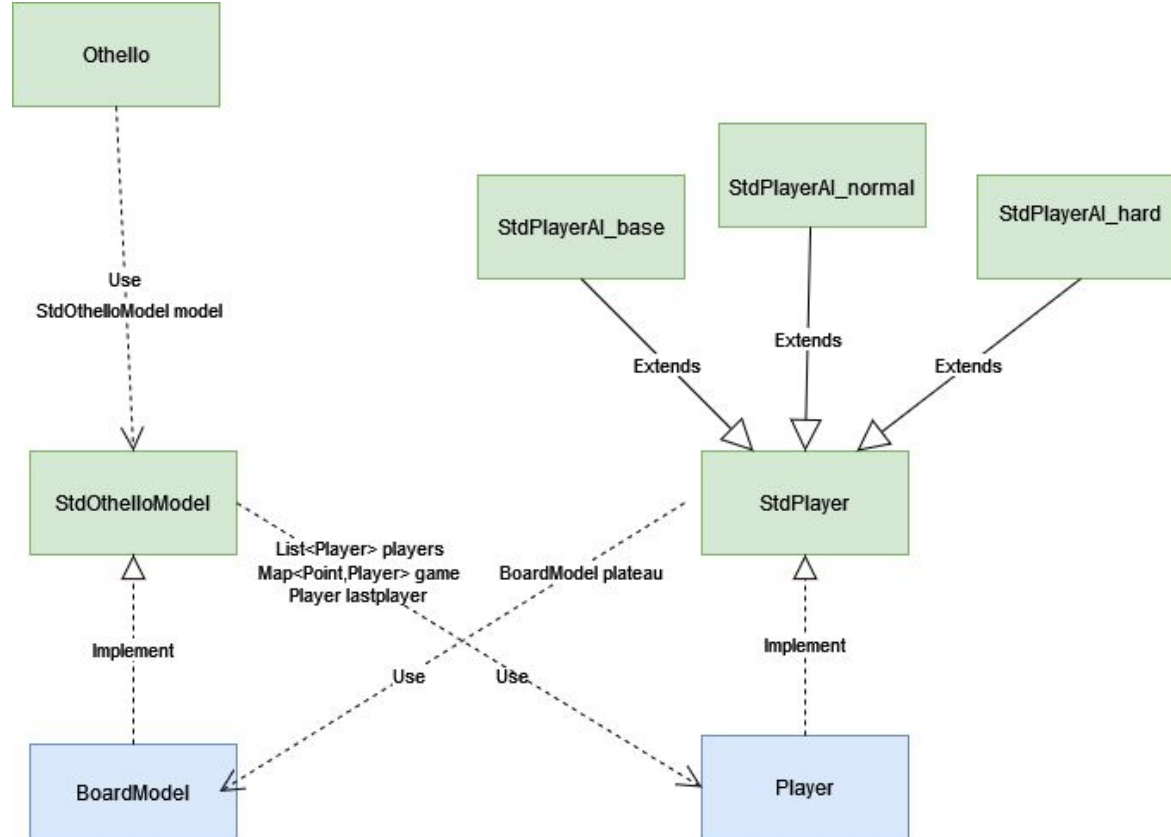 Othello
StdPlayerAI_normal
StdPlayerAI_base
StdPlayerAI_hard
Use
StdOthelloModel model
Extends
Extends
Extends
StdOthelloModel
StdPlayer
List<Player> players
Map<Point,Player> game
Player lastplayer
BoardModel plateau
Implement
Implement
Use
Use
BoardModel
Player